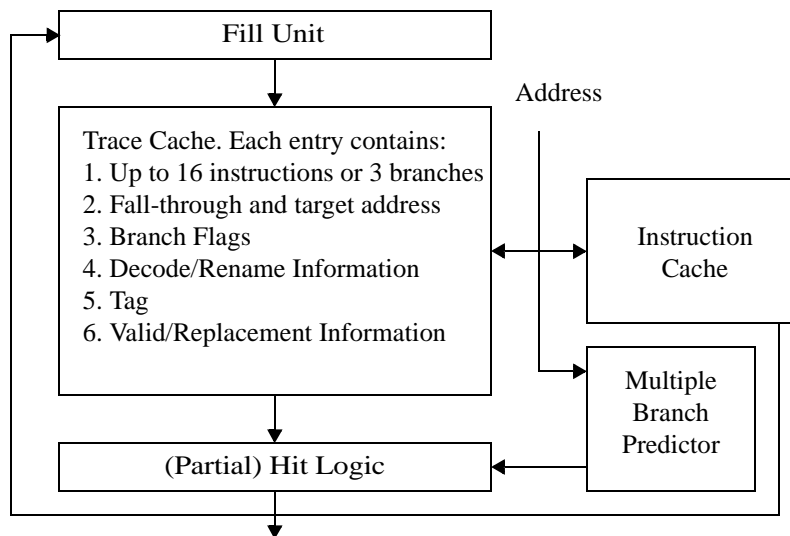 Fill Unit
Address
Trace Cache. Each entry contains:
1. Up to 16 instructions or 3 branches
2. Fall-through and target address
3. Branch Flags
4. Decode/Rename Information
5. Tag
6. Valid/Replacement Information
Instruction
Cache
Multiple
Branch
Predictor
(Partial) Hit Logic